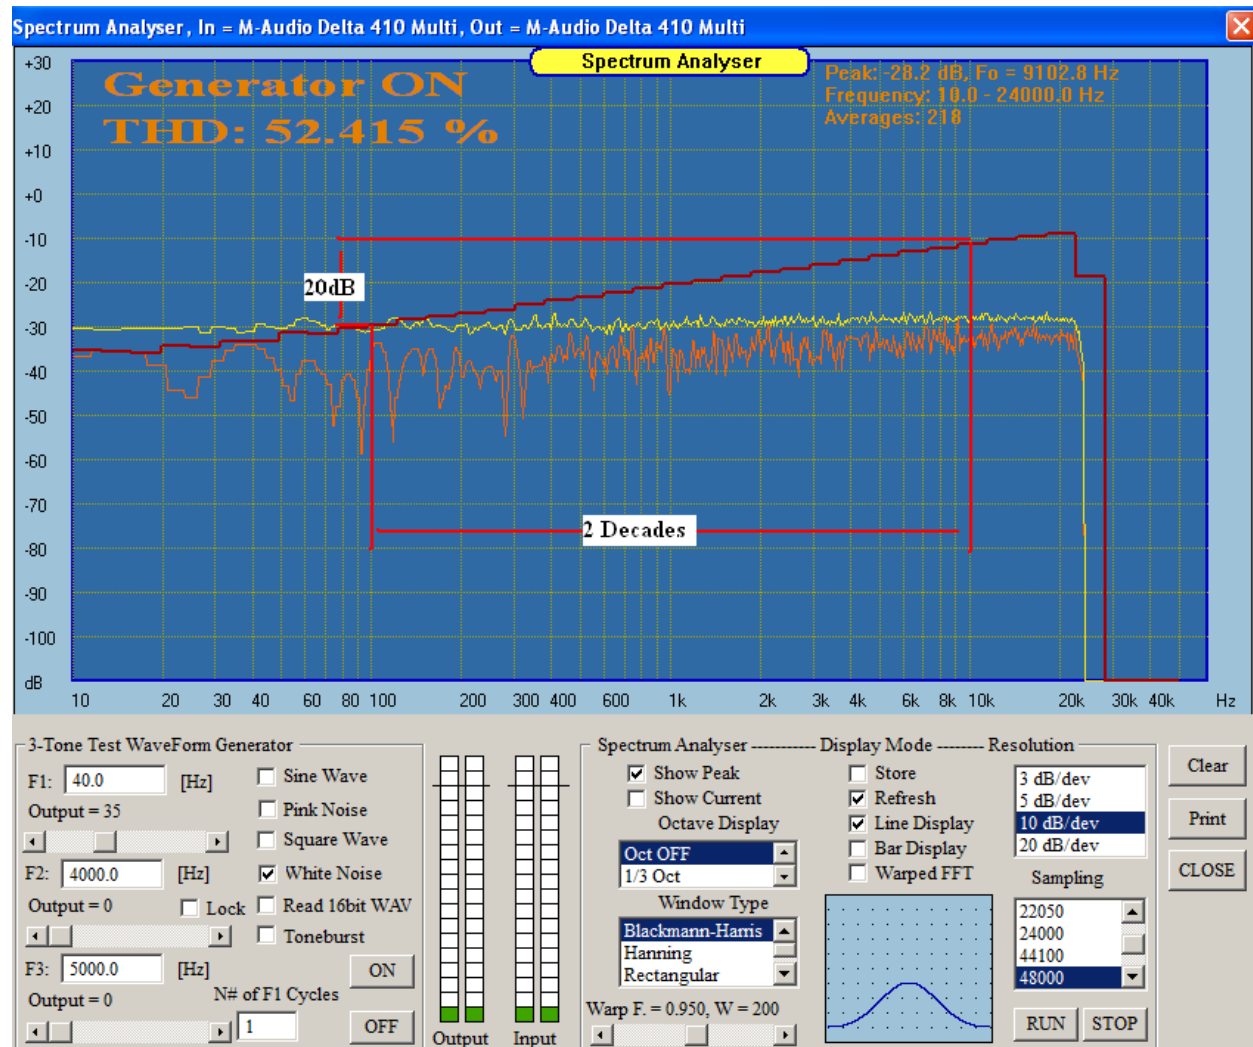 Spectrum Analyser, In = M-Audio Delta 410 Multi, Out = M-Audio Delta 410 Multi
Spectrum Analyser
Generator ON
THD: 52.415 %
Peak: -28.2 dB, Fo = 9102.8 Hz
Frequency: 10.0 - 24000.0 Hz
Averages: 218
+30
+20
+10
+0
-10
-20
-30
-40
-50
-60
-70
-80
-90
-100
dB
20dB
2 Decades
10 20 30 40 60 80 100 200 300 400 600 1k 2k 3k 4k 6k 8k 10k 20k 30k 40k Hz
3-Tone Test WaveForm Generator
F1: 40.0 [Hz]
Output = 35
F2: 4000.0 [Hz]
Output = 0
Lock
F3: 5000.0 [Hz]
Output = 0
Sine Wave
Pink Noise
Square Wave
White Noise
Read 16bit WAV
Toneburst
N# of F1 Cycles
1
ON
OFF
Output
Input
Spectrum Analyser ----------- Display Mode -------- Resolution
Show Peak
Show Current
Octave Display
Oct OFF
1/3 Oct
Window Type
Blackmann-Harris
Hanning
Rectangular
Warp F. = 0.950, W = 200
Store
Refresh
Line Display
Bar Display
Warped FFT
3 dB/dev
5 dB/dev
10 dB/dev
20 dB/dev
Sampling
22050
24000
44100
48000
RUN
STOP
Clear
Print
CLOSE